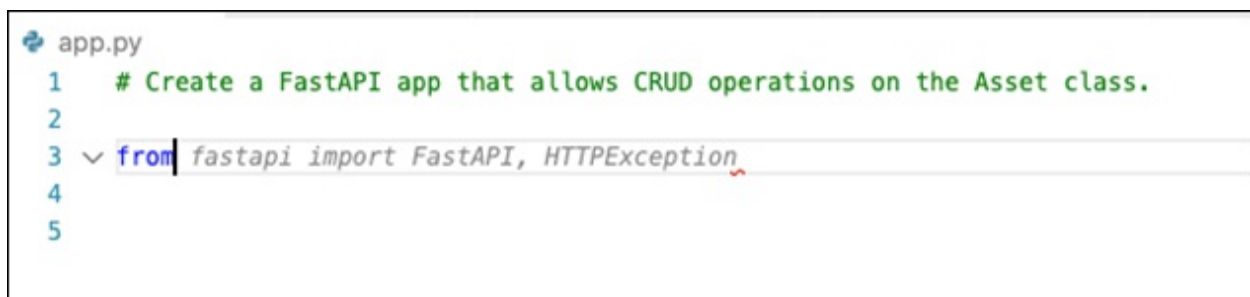 app.py
1 # Create a FastAPI app that allows CRUD operations on the Asset class.
2
3 from fastapi import FastAPI, HTTPException
4
5